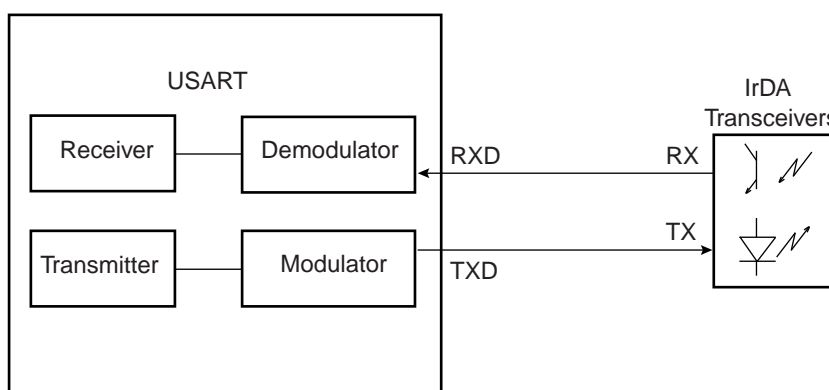 USART
IrDA
Transceivers
Receiver
Demodulator
RXD
RX
Transmitter
Modulator
TXD
TX